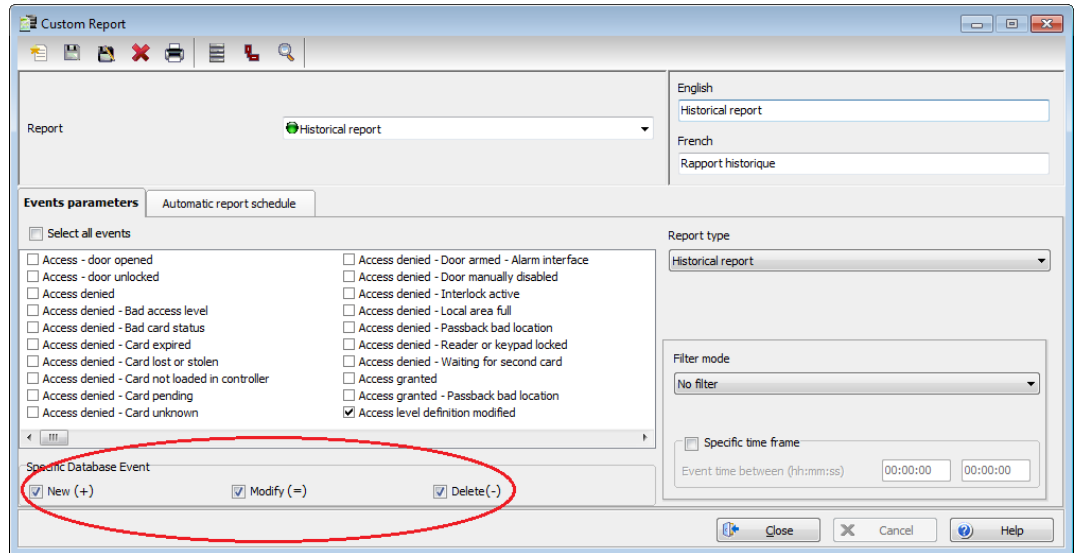 Custom Report
English
Historical report
Report
Historical report
French
Rapport historique
Events parameters
Automatic report schedule
Select all events
Report type
Historical report
Access - door opened
Access - door unlocked
Access denied
Access denied - Bad access level
Access denied - Bad card status
Access denied - Card expired
Access denied - Card lost or stolen
Access denied - Card not loaded in controller
Access denied - Card pending
Access denied - Card unknown
Access denied - Door armed - Alarm interface
Access denied - Door manually disabled
Access denied - Interlock active
Access denied - Local area full
Access denied - Passback bad location
Access denied - Reader or keypad locked
Access denied - Waiting for second card
Access granted
Access granted - Passback bad location
Access level definition modified
Filter mode
No filter
Specific time frame
Event time between (hh:mm:ss)
00:00:00
00:00:00
Specific Database Event
New (+)
Modify (=)
Delete(-)
Close
Cancel
Help